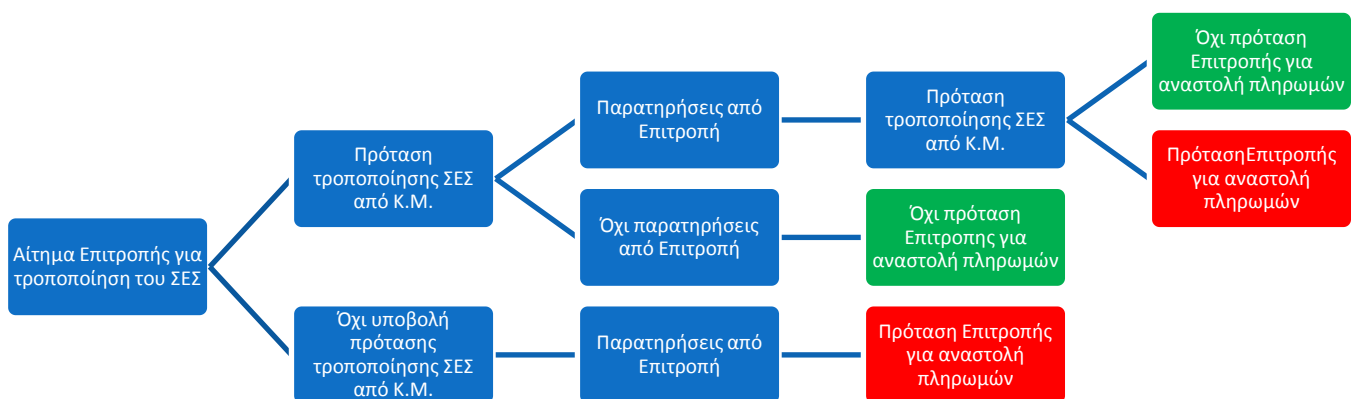 Αίτημα Επιτροπής για
τροποποίηση του ΣΕΣ
Πρόταση
τροποποίησης ΣΕΣ
από Κ.Μ.
Όχι υποβολή
πρότασης
τροποποίησης ΣΕΣ
από Κ.Μ.
Παρατηρήσεις από
Επιτροπή
Όχι παρατηρήσεις
από Επιτροπή
Παρατηρήσεις από
Επιτροπή
Πρόταση
τροποποίησης ΣΕΣ
από Κ.Μ.
Όχι πρόταση
Επιτροπης για
αναστολή πληρωμών
Πρόταση Επιτροπής
για αναστολή
πληρωμών
Όχι πρόταση
Επιτροπής για
αναστολή πληρωμών
ΠρότασηΕπιτροπής
για αναστολή
πληρωμών